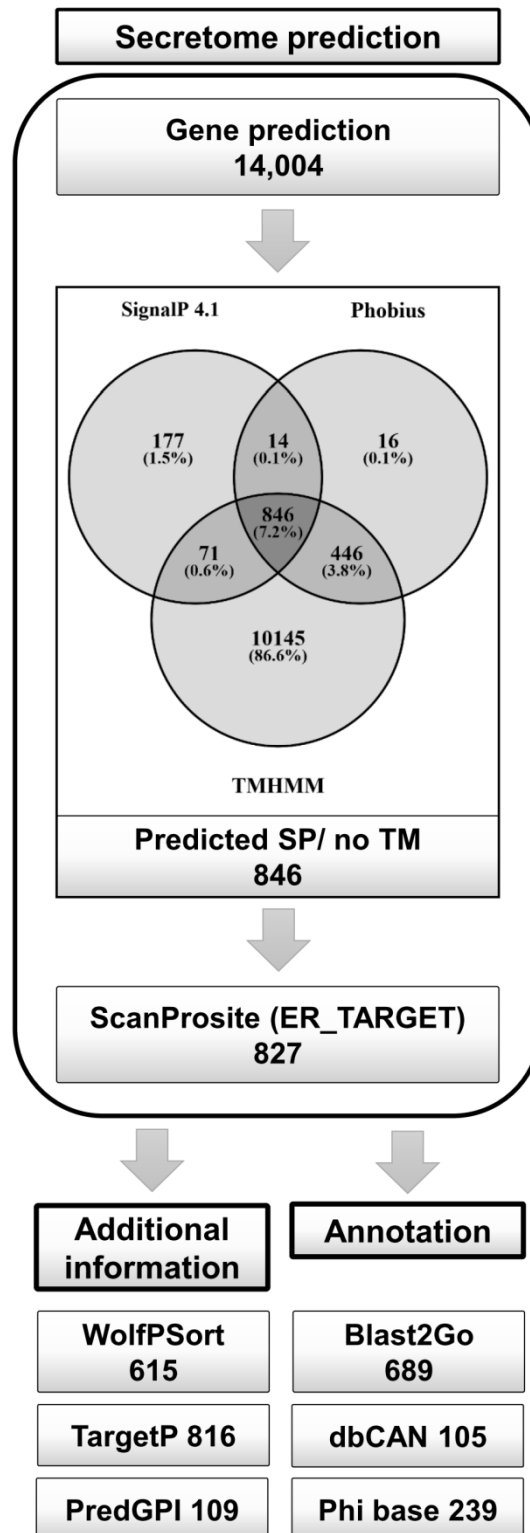 Secretome prediction
Gene prediction
14,004
SignalP 4.1 Phobius
177 14 16
(1.5%) (0.1%) (0.1%)
846
(7.2%)
71 446
(0.6%) (3.8%)
10145
(86.6%)
TMHMM
Predicted SP/ no TM
846
ScanProsite (ER_TARGET)
827
Additional
information
WolfPSort
615
TargetP 816
PredGPI 109
Annotation
Blast2Go
689
dbCAN 105
Phi base 239